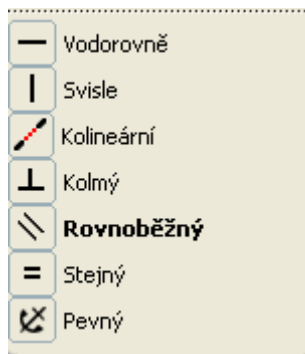 Vodorovně
Svisle
Kolineární
Kolmý
Rovnoběžný
Stejný
Pevný